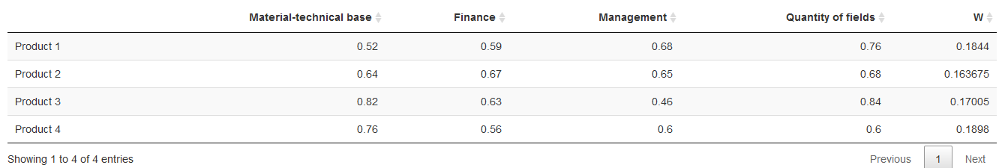 Material-technical base Finance Management Quantity of fields W
Product 1 0.52 0.59 0.68 0.76 0.1844
Product 2 0.64 0.67 0.65 0.68 0.163675
Product 3 0.82 0.63 0.46 0.84 0.17005
Product 4 0.76 0.56 0.6 0.6 0.1898
Showing 1 to 4 of 4 entries Previous 1 Next